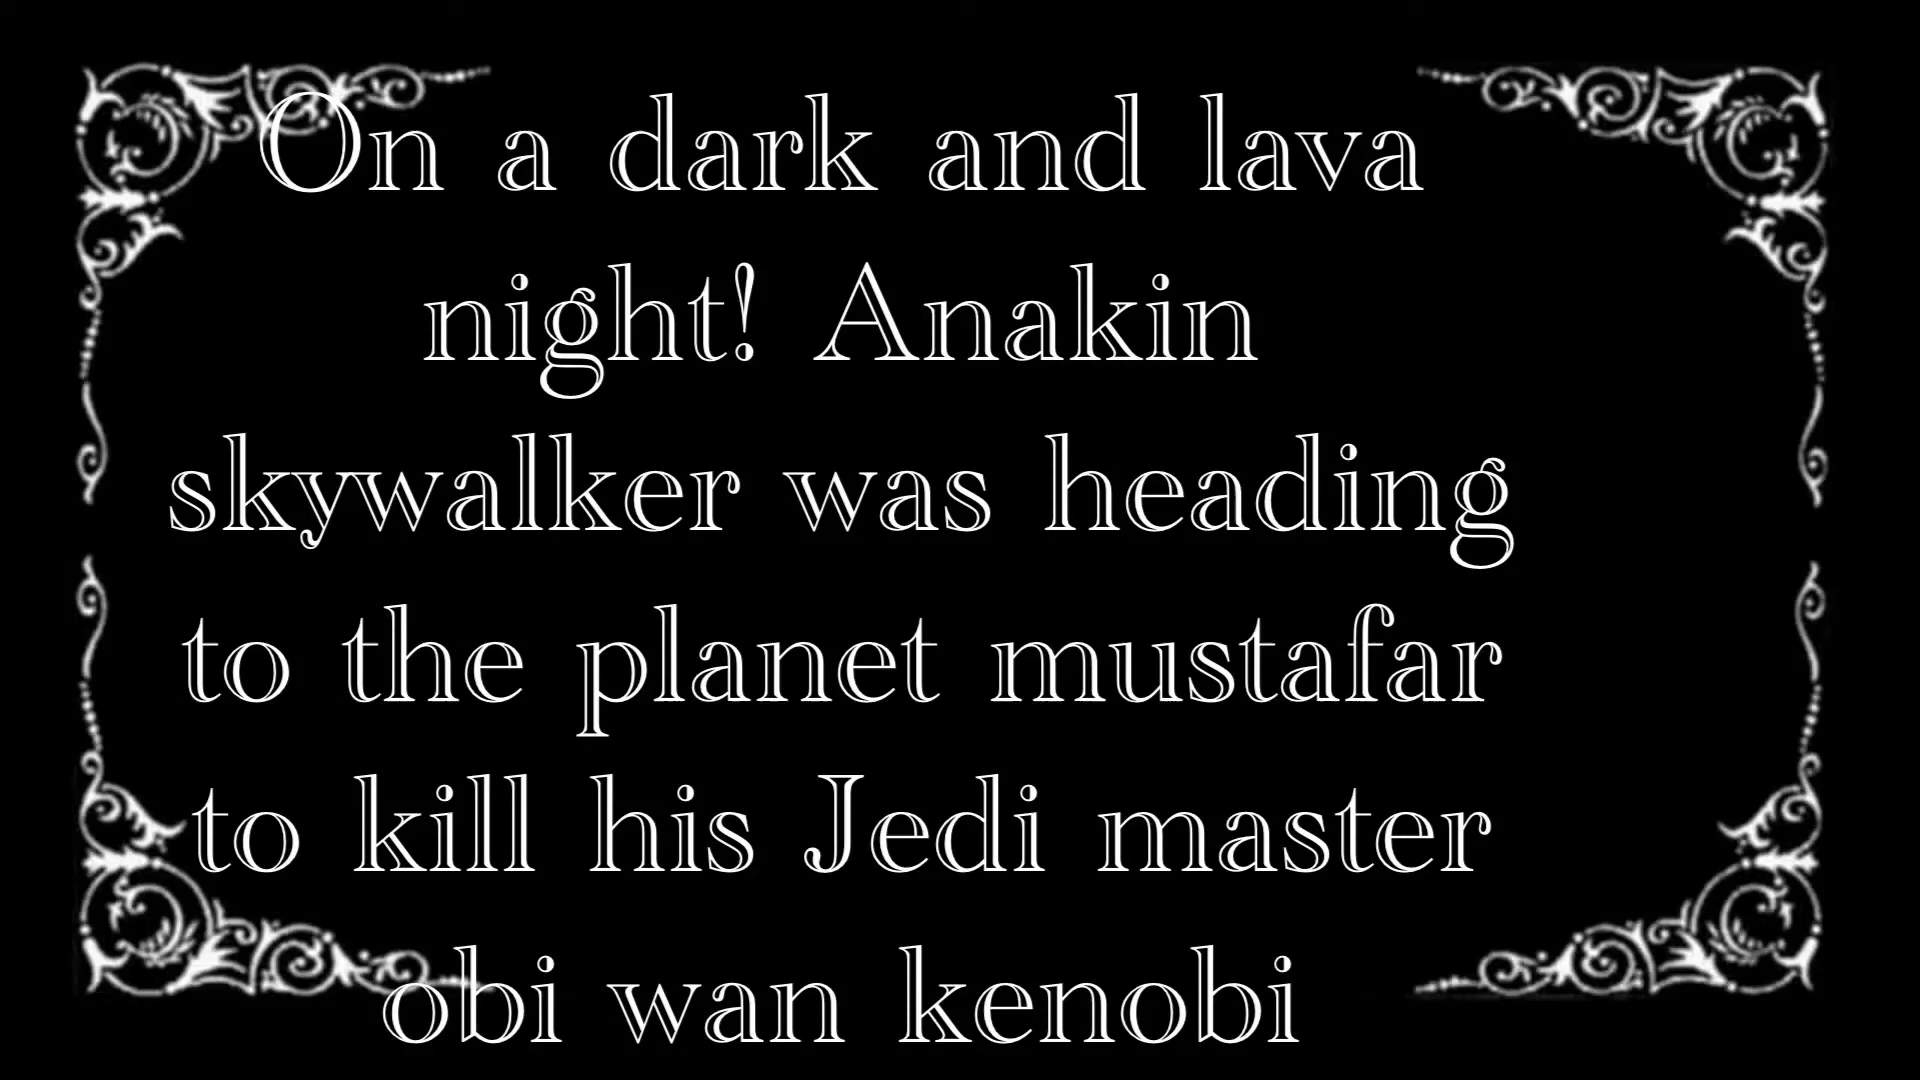 On a dark and lava
night! Anakin
skywalker was heading
to the planet mustafar
to kill his Jedi master
obi wan kenobi